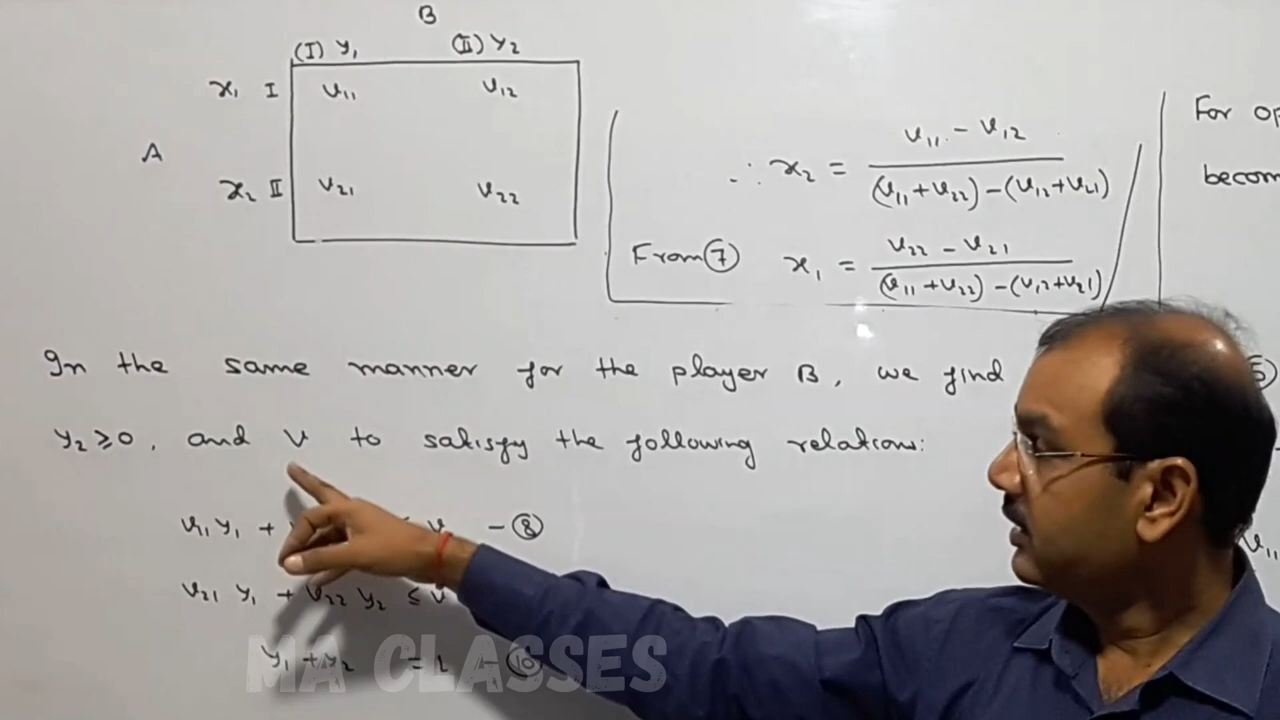 B
(I) y₁ (II) y₂
x₁ I v₁₁ v₁₂
A
x₂ II v₂₁ v₂₂
∴ x₂ = (v₁₁ - v₁₂) / ((v₁₁+v₂₂)-(v₁₂+v₂₁))
From ⑦ x₁ = (v₂₂ - v₂₁) / ((v₁₁+v₂₂)-(v₁₂+v₂₁))
For
becom
In the same manner for the player B, we find
y₂ ≥ 0, and v to satisfy the following relations:
v₁₁ y₁ + ≤ v - ⑧
v₂₁ y₁ + v₂₂ y₂ ≤ v
y₁ + y₂ = 1 - ⑩
v₁₁
MA CLASSES